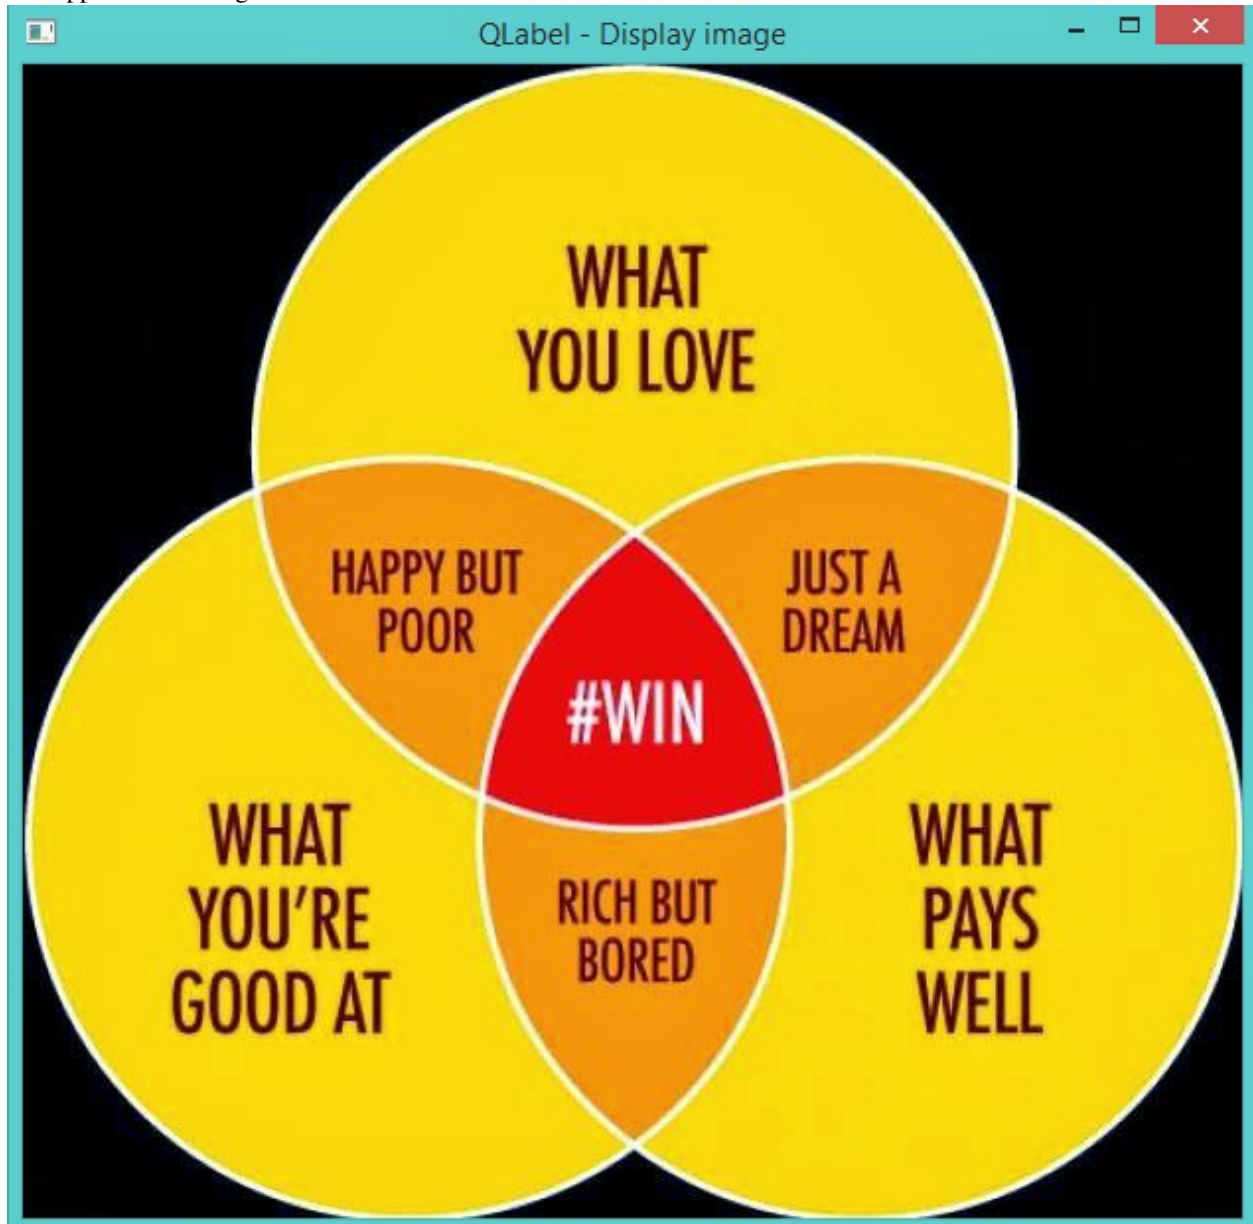 QLabel - Display image
WHAT
YOU LOVE
HAPPY BUT
POOR
JUST A
DREAM
#WIN
WHAT
YOU’RE
GOOD AT
RICH BUT
BORED
WHAT
PAYS
WELL